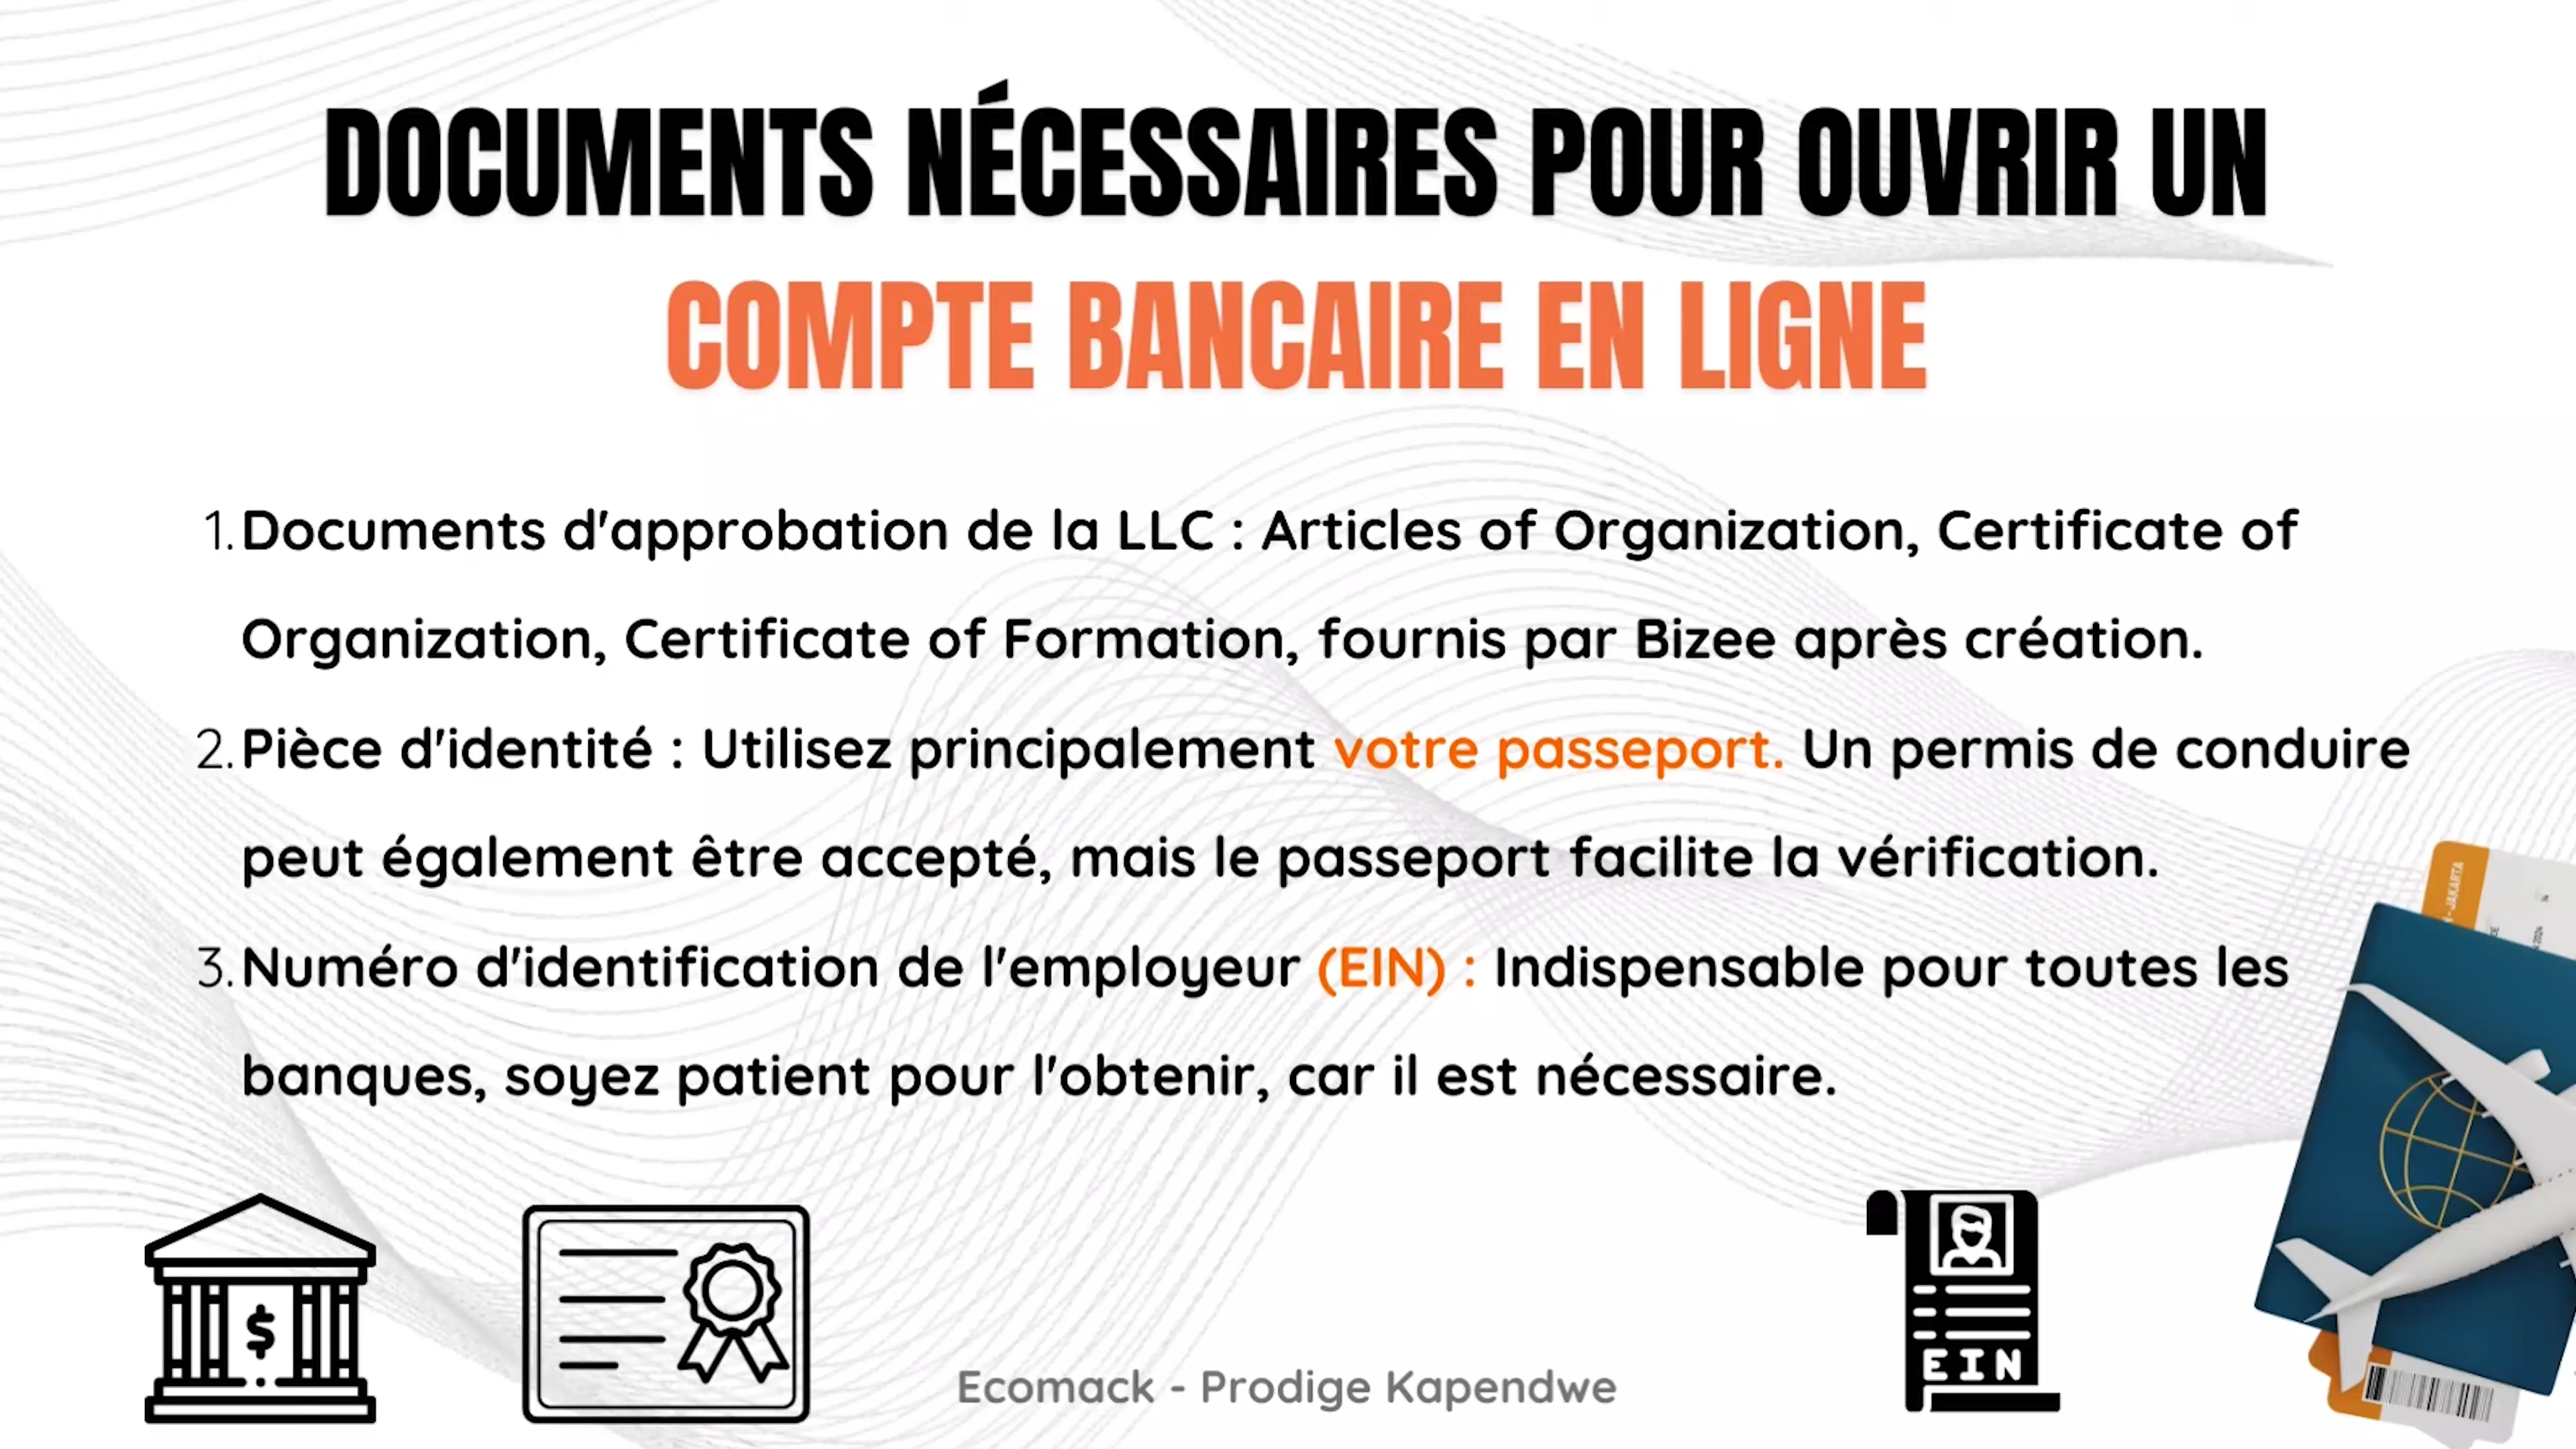 DOCUMENTS NÉCESSAIRES POUR OUVRIR UN
COMPTE BANCAIRE EN LIGNE
1. Documents d'approbation de la LLC : Articles of Organization, Certificate of
Organization, Certificate of Formation, fournis par Bizee après création.
2. Pièce d'identité : Utilisez principalement votre passeport. Un permis de conduire
peut également être accepté, mais le passeport facilite la vérification.
3. Numéro d'identification de l'employeur (EIN) : Indispensable pour toutes les
banques, soyez patient pour l'obtenir, car il est nécessaire.
JAKARTA
$
EIN
Ecomack - Prodige Kapendwe